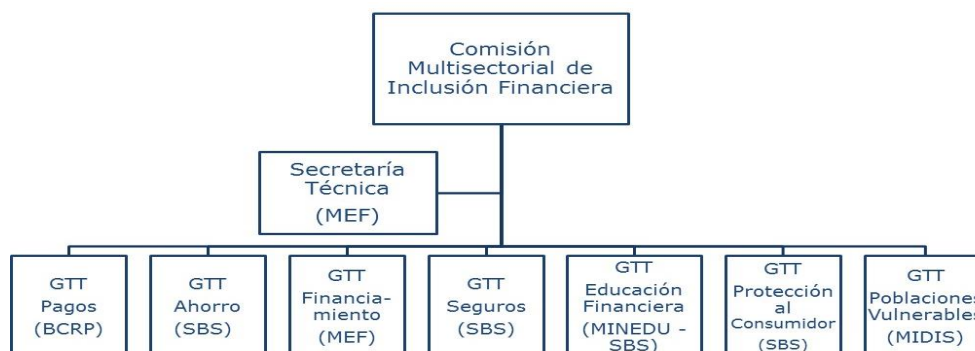 Comisión
Multisectorial de
Inclusión Financiera
Secretaría
Técnica
(MEF)
GTT
Pagos
(BCRP)
GTT
Ahorro
(SBS)
GTT
Financia-
miento
(MEF)
GTT
Seguros
(SBS)
GTT
Educación
Financiera
(MINEDU -
SBS)
GTT
Protección
al
Consumidor
(SBS)
GTT
Poblaciones
Vulnerables
(MIDIS)